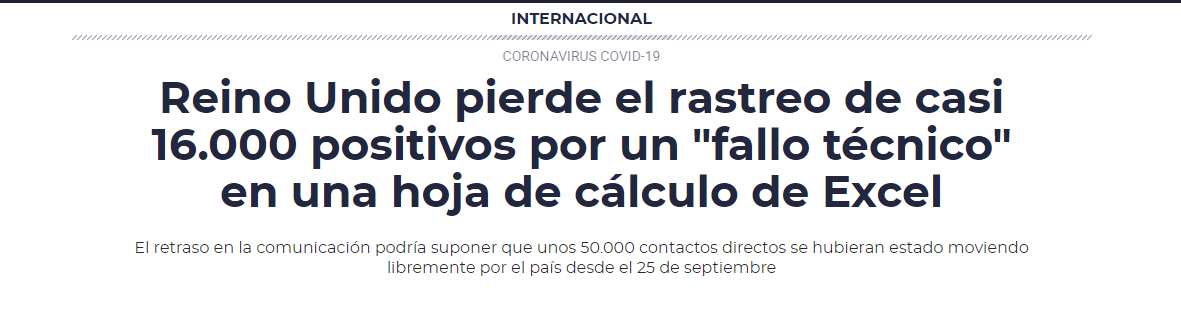 INTERNACIONAL
CORONAVIRUS COVID-19
Reino Unido pierde el rastreo de casi
16.000 positivos por un "fallo técnico"
en una hoja de cálculo de Excel
El retraso en la comunicación podría suponer que unos 50.000 contactos directos se hubieran estado moviendo
libremente por el país desde el 25 de septiembre